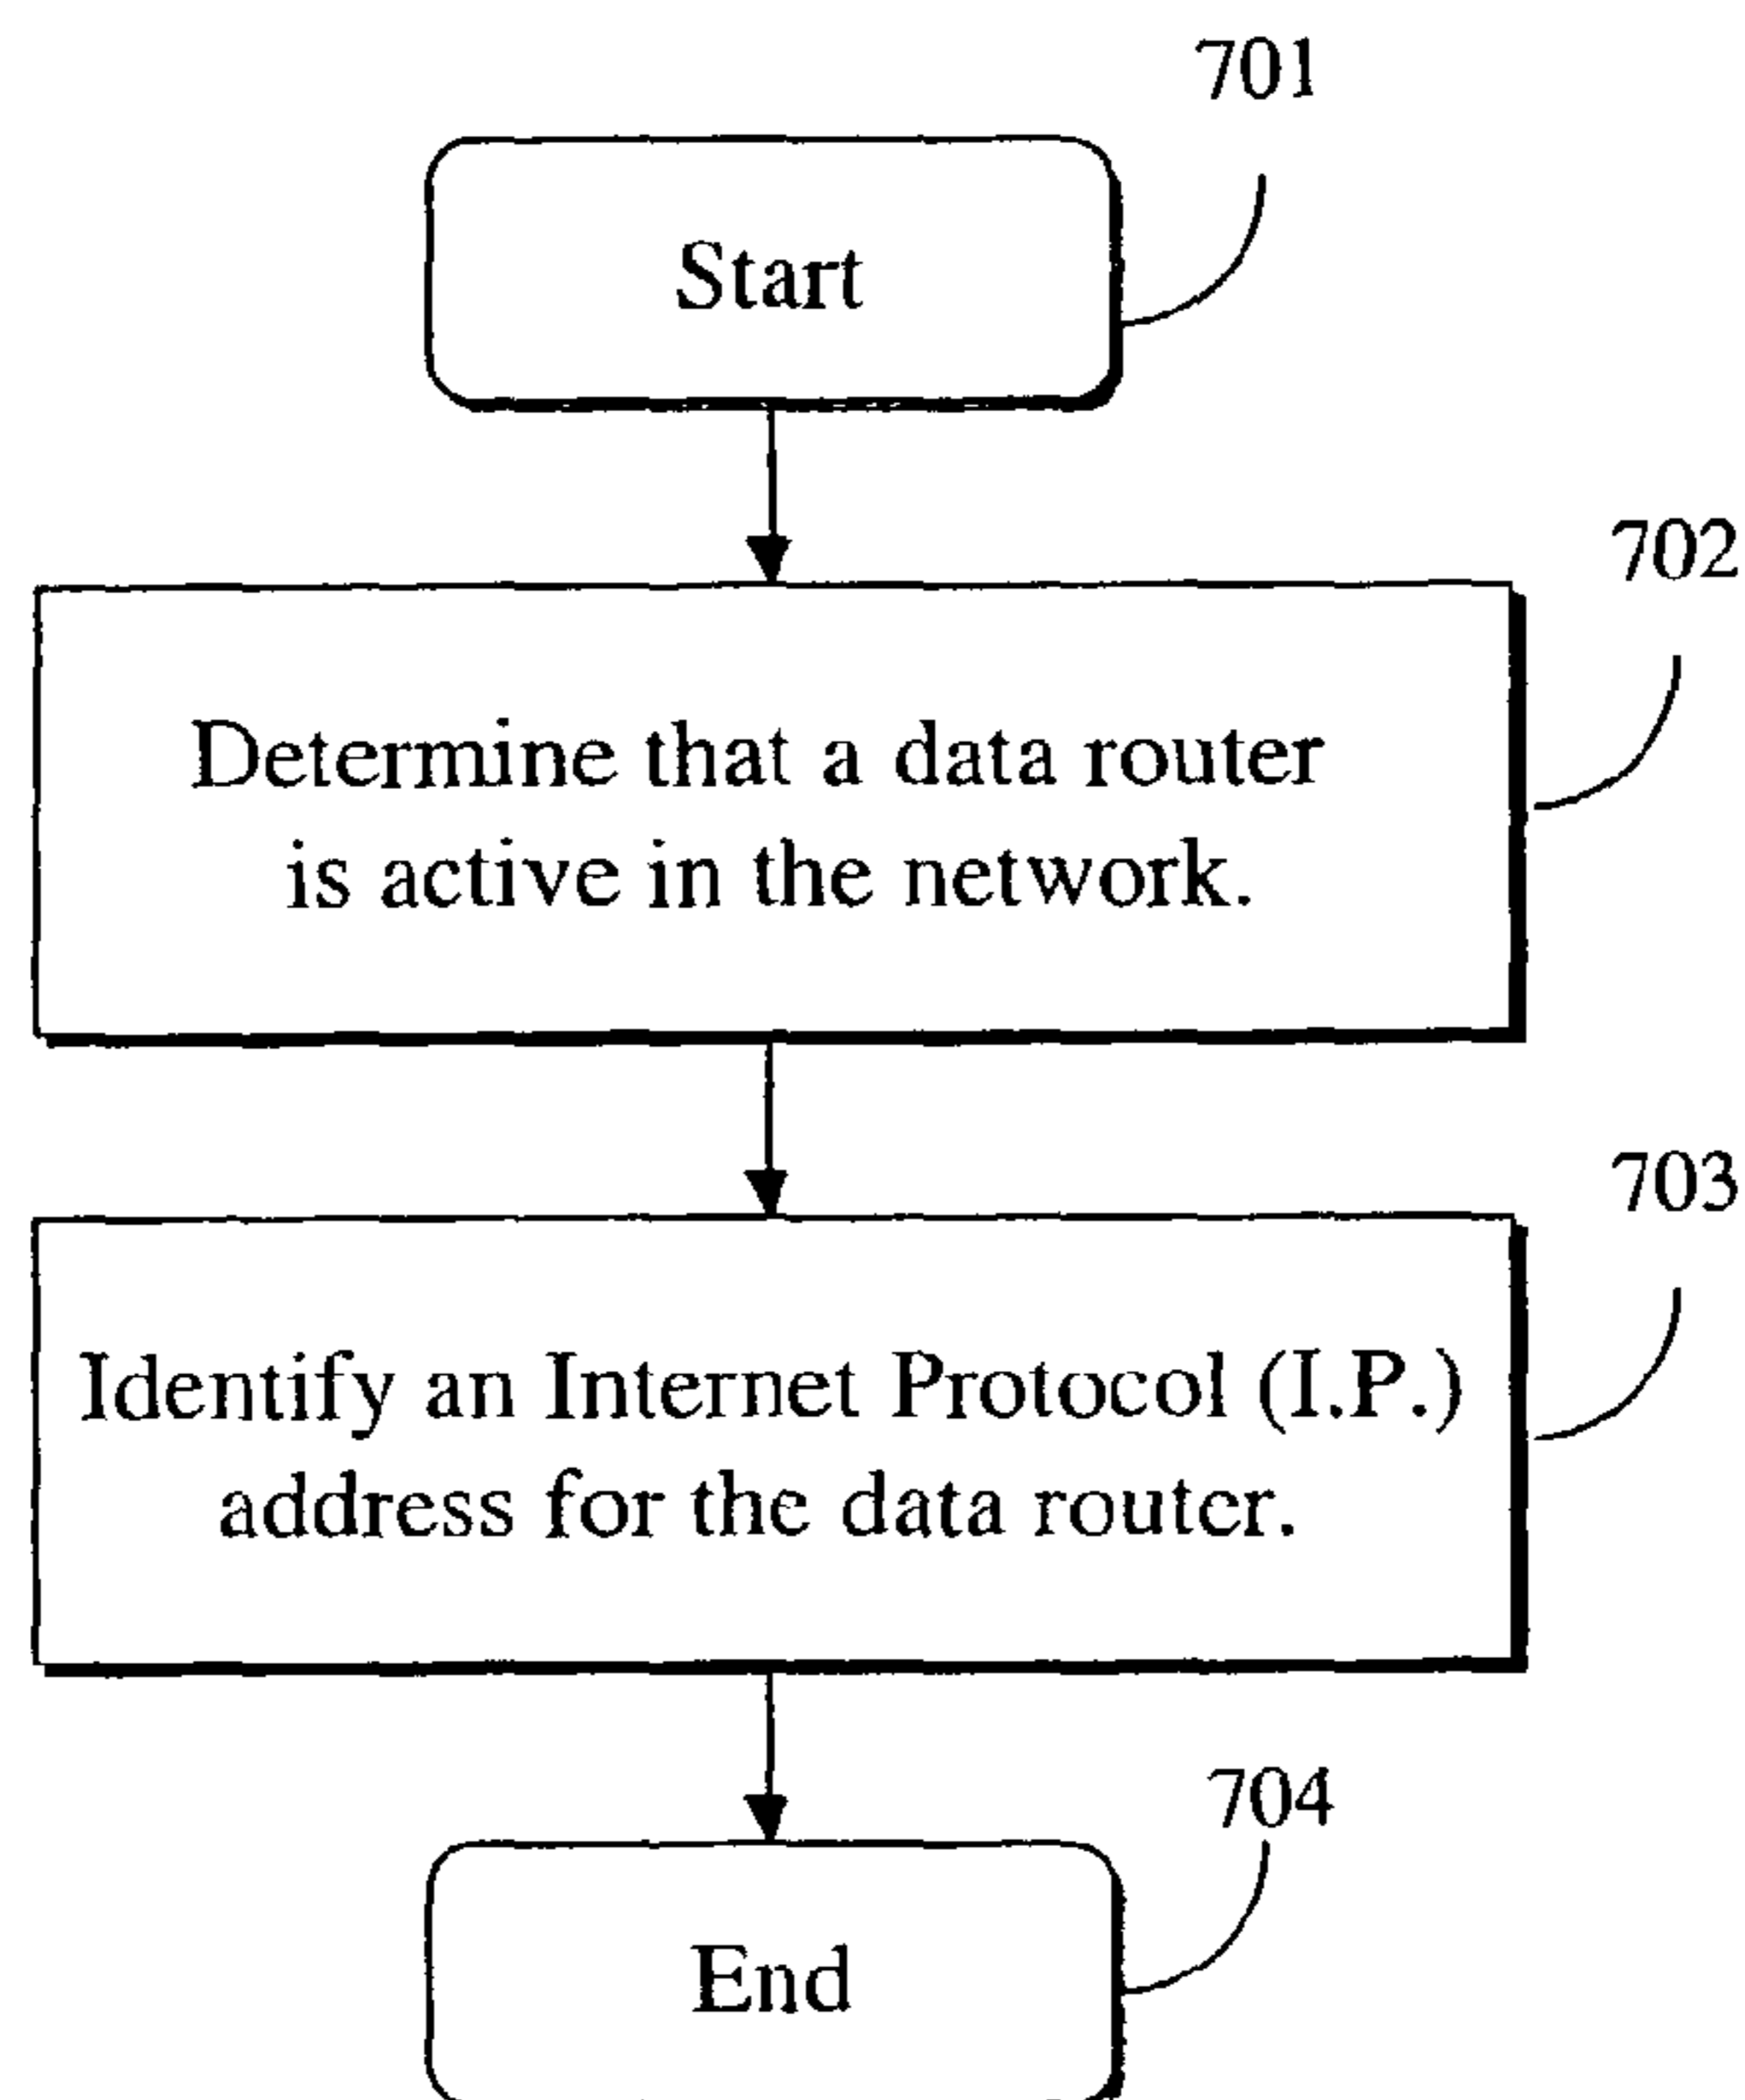 701
Start
702
Determine that a data router
is active in the network.
703
Identify an Internet Protocol (I.P.)
address for the data router.
704
End